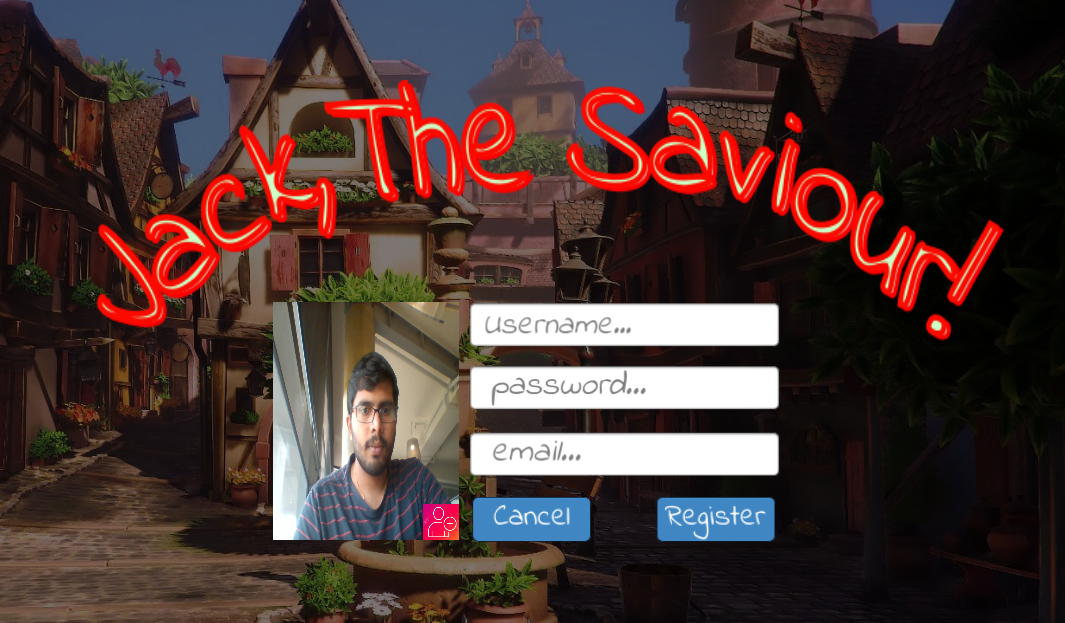 Jack, The Saviour!
username...
password...
email...
Cancel
Register